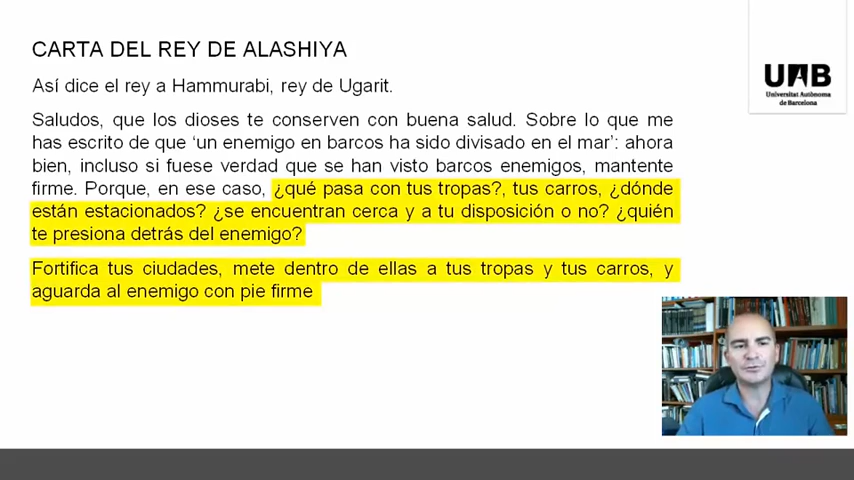 CARTA DEL REY DE ALASHIYA
Así dice el rey a Hammurabi, rey de Ugarit.
Saludos, que los dioses te conserven con buena salud. Sobre lo que me
has escrito de que ‘un enemigo en barcos ha sido divisado en el mar’: ahora
bien, incluso si fuese verdad que se han visto barcos enemigos, mantente
firme. Porque, en ese caso, ¿qué pasa con tus tropas?, tus carros, ¿dónde
están estacionados? ¿se encuentran cerca y a tu disposición o no? ¿quién
te presiona detrás del enemigo?
Fortifica tus ciudades, mete dentro de ellas a tus tropas y tus carros, y
aguarda al enemigo con pie firme
UAB
Universitat Autònoma
de Barcelona